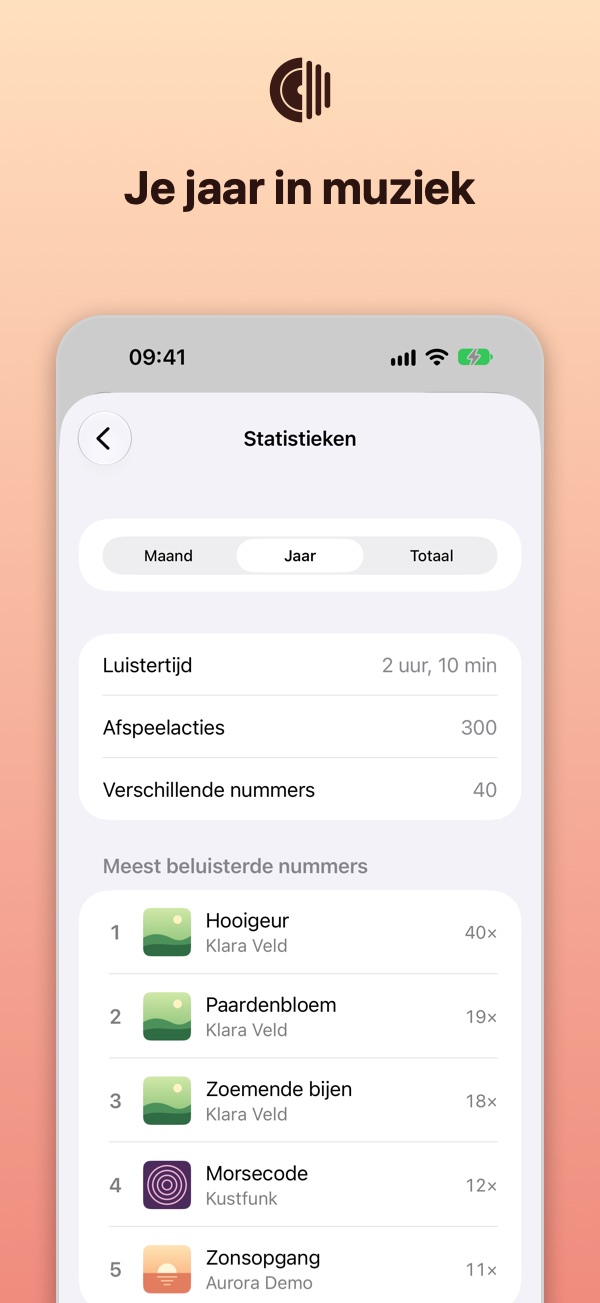 Je jaar in muziek
09:41
Statistieken
Maand Jaar Totaal
Luistertijd 2 uur, 10 min
Afspeelacties 300
Verschillende nummers 40
Meest beluisterde nummers
1 Hooigeur 40×
Klara Veld
2 Paardenbloem 19×
Klara Veld
3 Zoemende bijen 18×
Klara Veld
4 Morsecode 12×
Kustfunk
5 Zonsopgang 11×
Aurora Demo